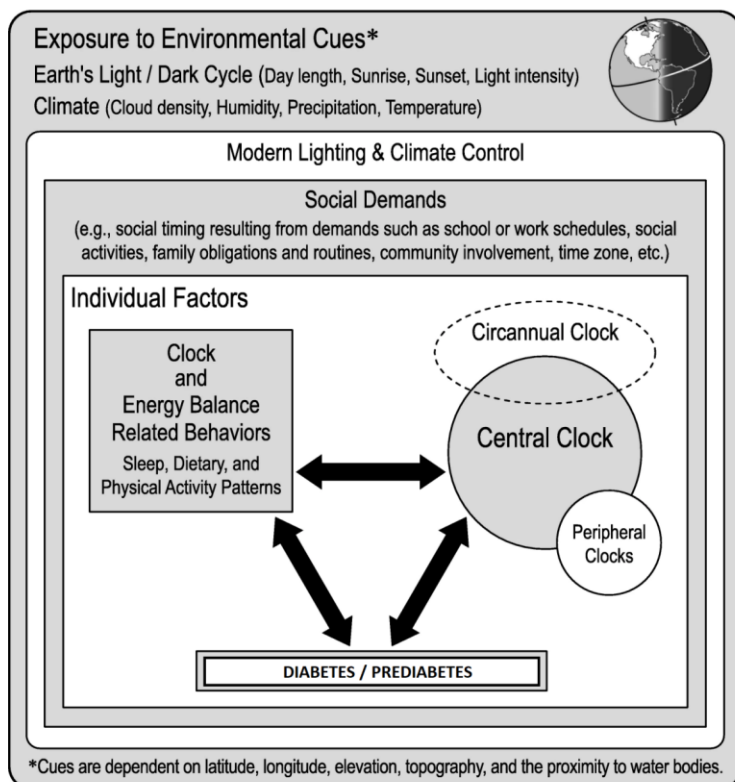 Exposure to Environmental Cues*
Earth's Light / Dark Cycle (Day length, Sunrise, Sunset, Light intensity)
Climate (Cloud density, Humidity, Precipitation, Temperature)
Modern Lighting & Climate Control
Social Demands
(e.g., social timing resulting from demands such as school or work schedules, social
activities, family obligations and routines, community involvement, time zone, etc.)
Individual Factors
Clock
and
Energy Balance
Related Behaviors
Sleep, Dietary, and
Physical Activity Patterns
Circannual Clock
Central Clock
Peripheral
Clocks
DIABETES / PREDIABETES
*Cues are dependent on latitude, longitude, elevation, topography, and the proximity to water bodies.